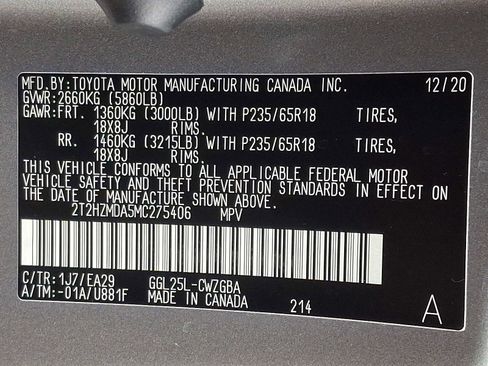 MFD.BY:TOYOTA MOTOR MANUFACTURING CANADA INC. 12/20
GVWR:2660KG (5860LB)
GAWR:FRT. 1360KG (3000LB) WITH P235/65R18 TIRES,
18X8J RIMS.
RR. 1460KG (3215LB) WITH P235/65R18 TIRES,
18X8J RIMS.
THIS VEHICLE CONFORMS TO ALL APPLICABLE FEDERAL MOTOR
VEHICLE SAFETY AND THEFT PREVENTION STANDARDS IN EFFECT ON
THE DATE OF MANUFACTURE SHOWN ABOVE.
2T2HZMDA5MC275406 MPV
C/TR:1J7/EA29 GGL25L-CWZGBA
A/TM:-01A/U881F MADE IN CANADA 214 A